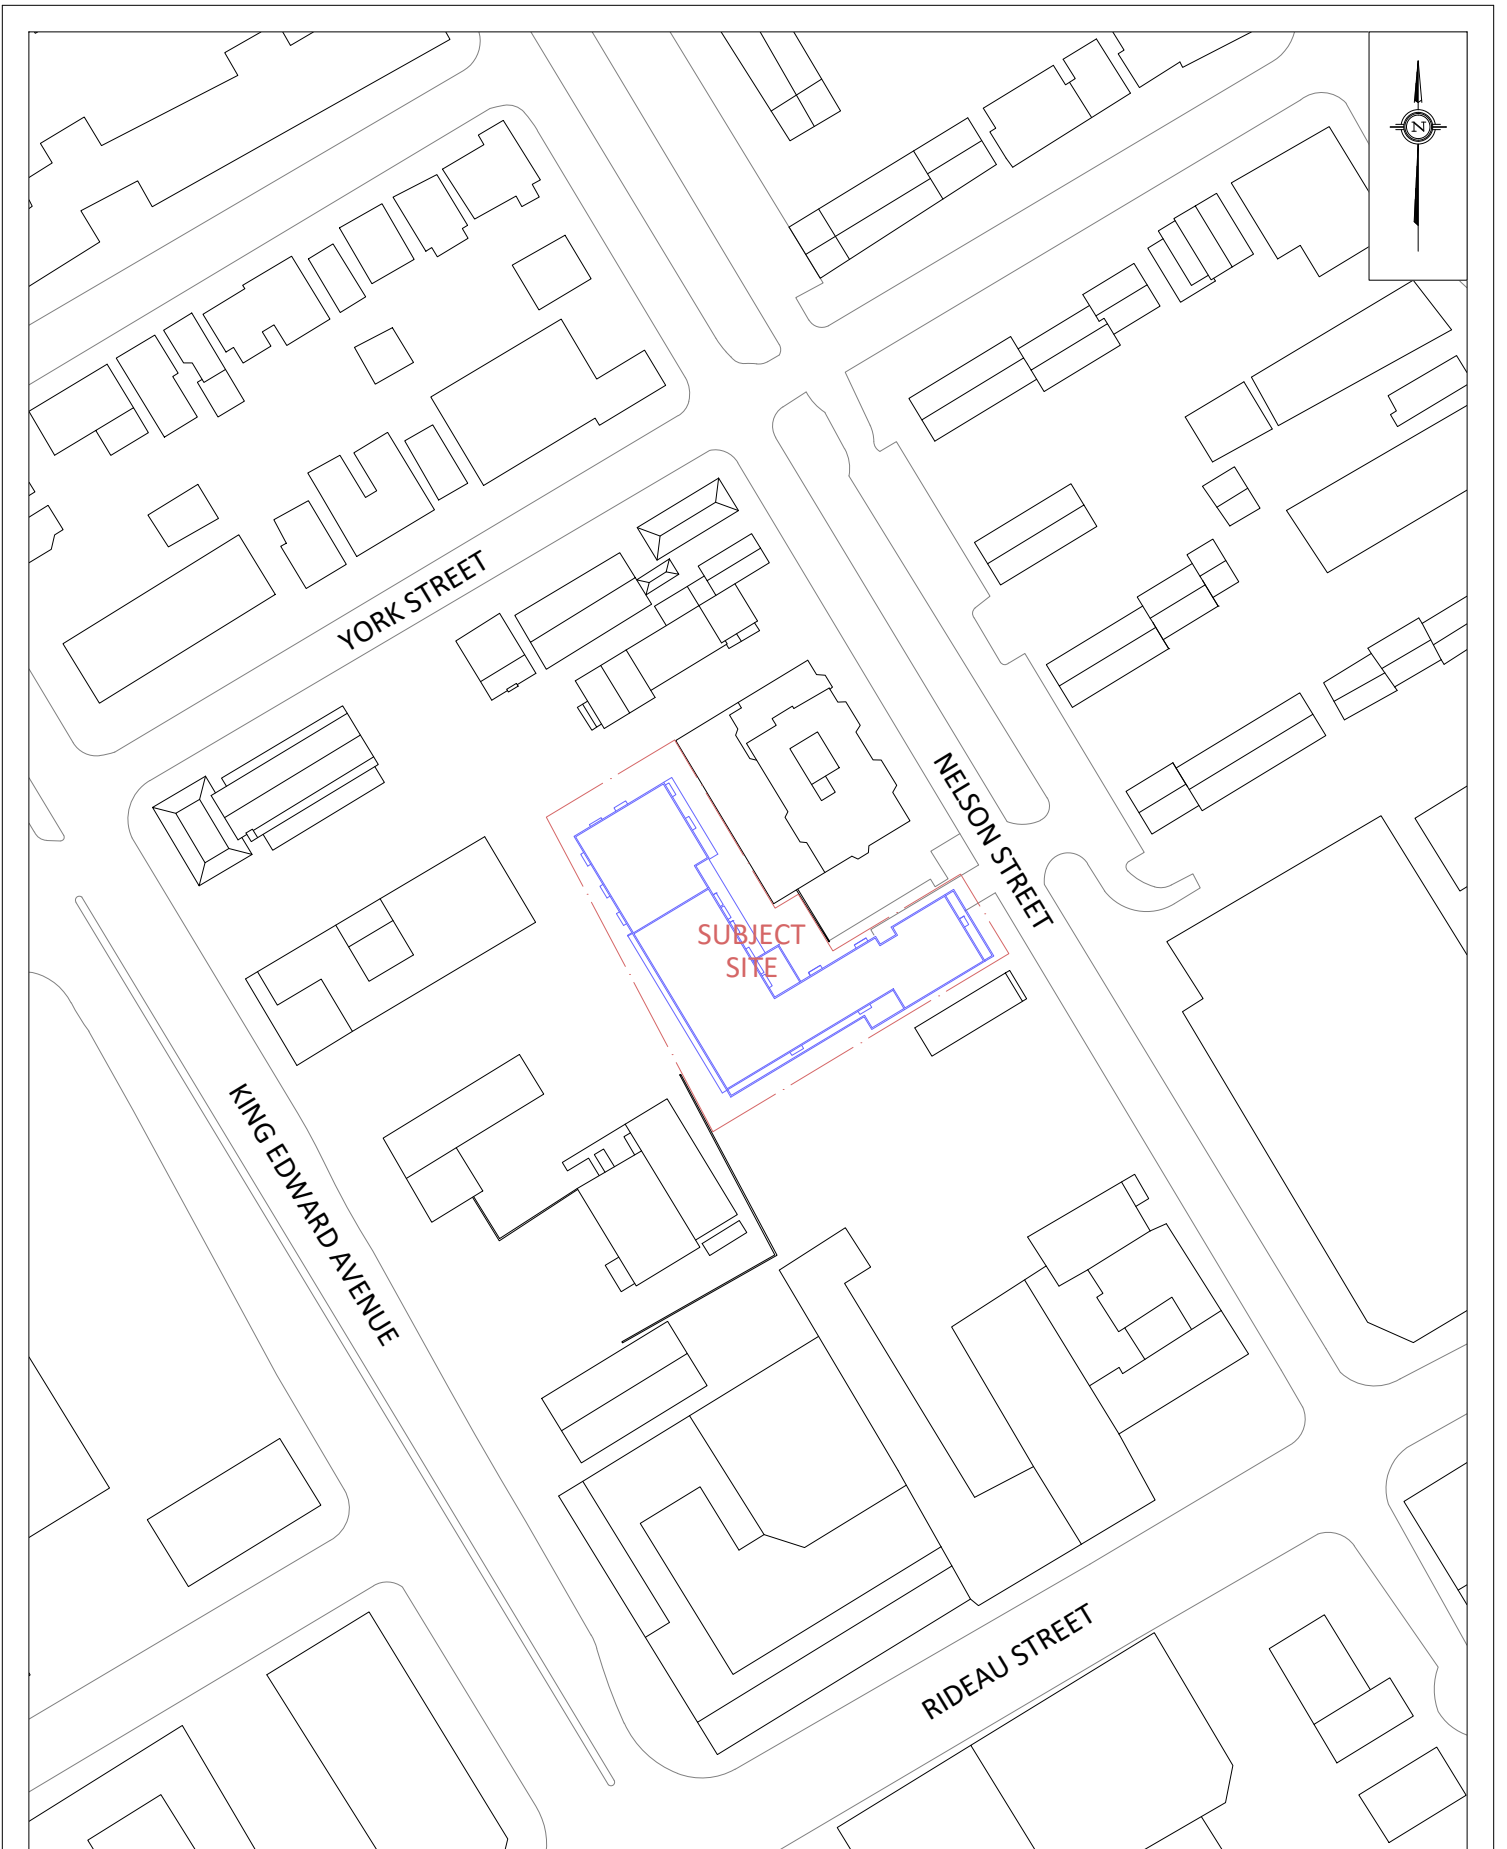 N
YORK STREET
NELSON STREET
SUBJECT
SITE
KING EDWARD AVENUE
RIDEAU STREET